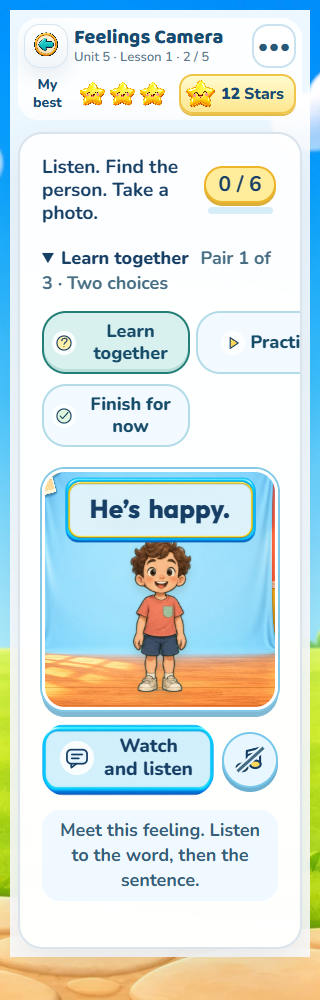 Feelings Camera
Unit 5 · Lesson 1 · 2 / 5
My
best
12 Stars
Listen. Find the
person. Take a
photo.
0 / 6
▼ Learn together Pair 1 of
3 · Two choices
Learn
together
Practi
Finish for
now
He's happy.
Watch
and listen
Meet this feeling. Listen
to the word, then the
sentence.